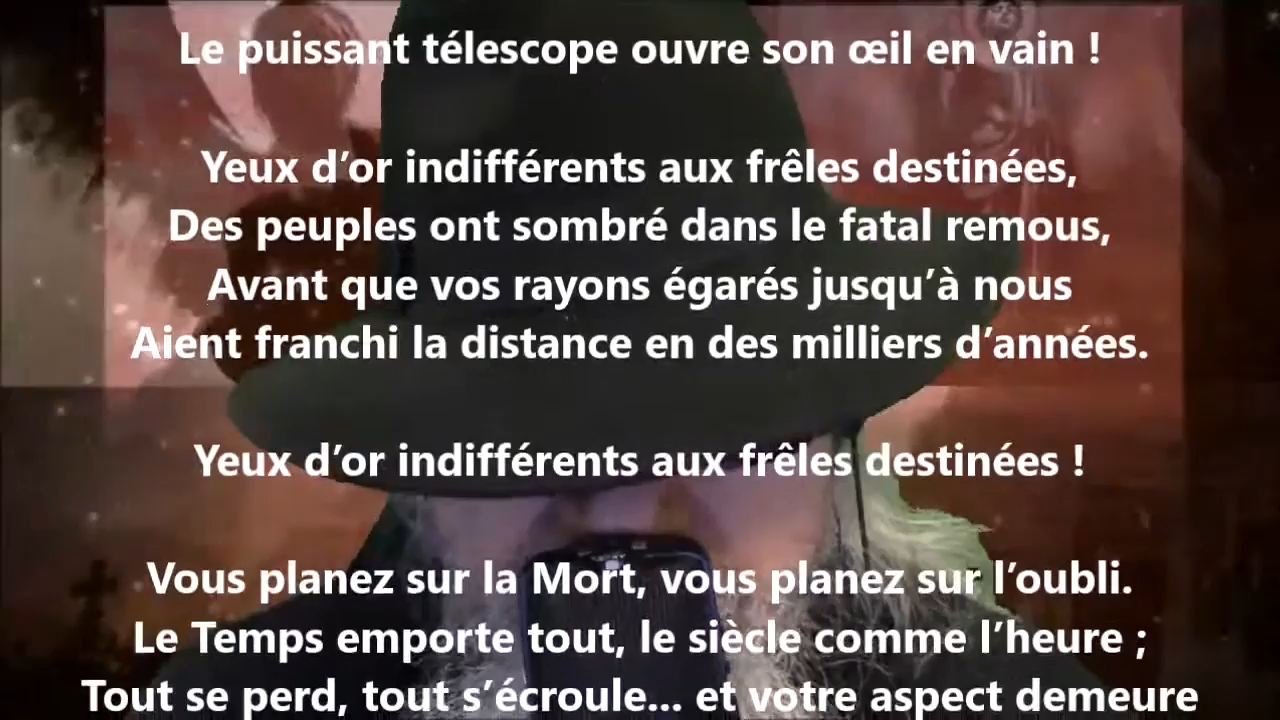 Le puissant télescope ouvre son œil en vain !
Yeux d’or indifférents aux frêles destinées,
Des peuples ont sombré dans le fatal remous,
Avant que vos rayons égarés jusqu’à nous
Aient franchi la distance en des milliers d’années.
Yeux d’or indifférents aux frêles destinées !
Vous planez sur la Mort, vous planez sur l’oubli.
Le Temps emporte tout, le siècle comme l’heure ;
Tout se perd, tout s’écroule... et votre aspect demeure